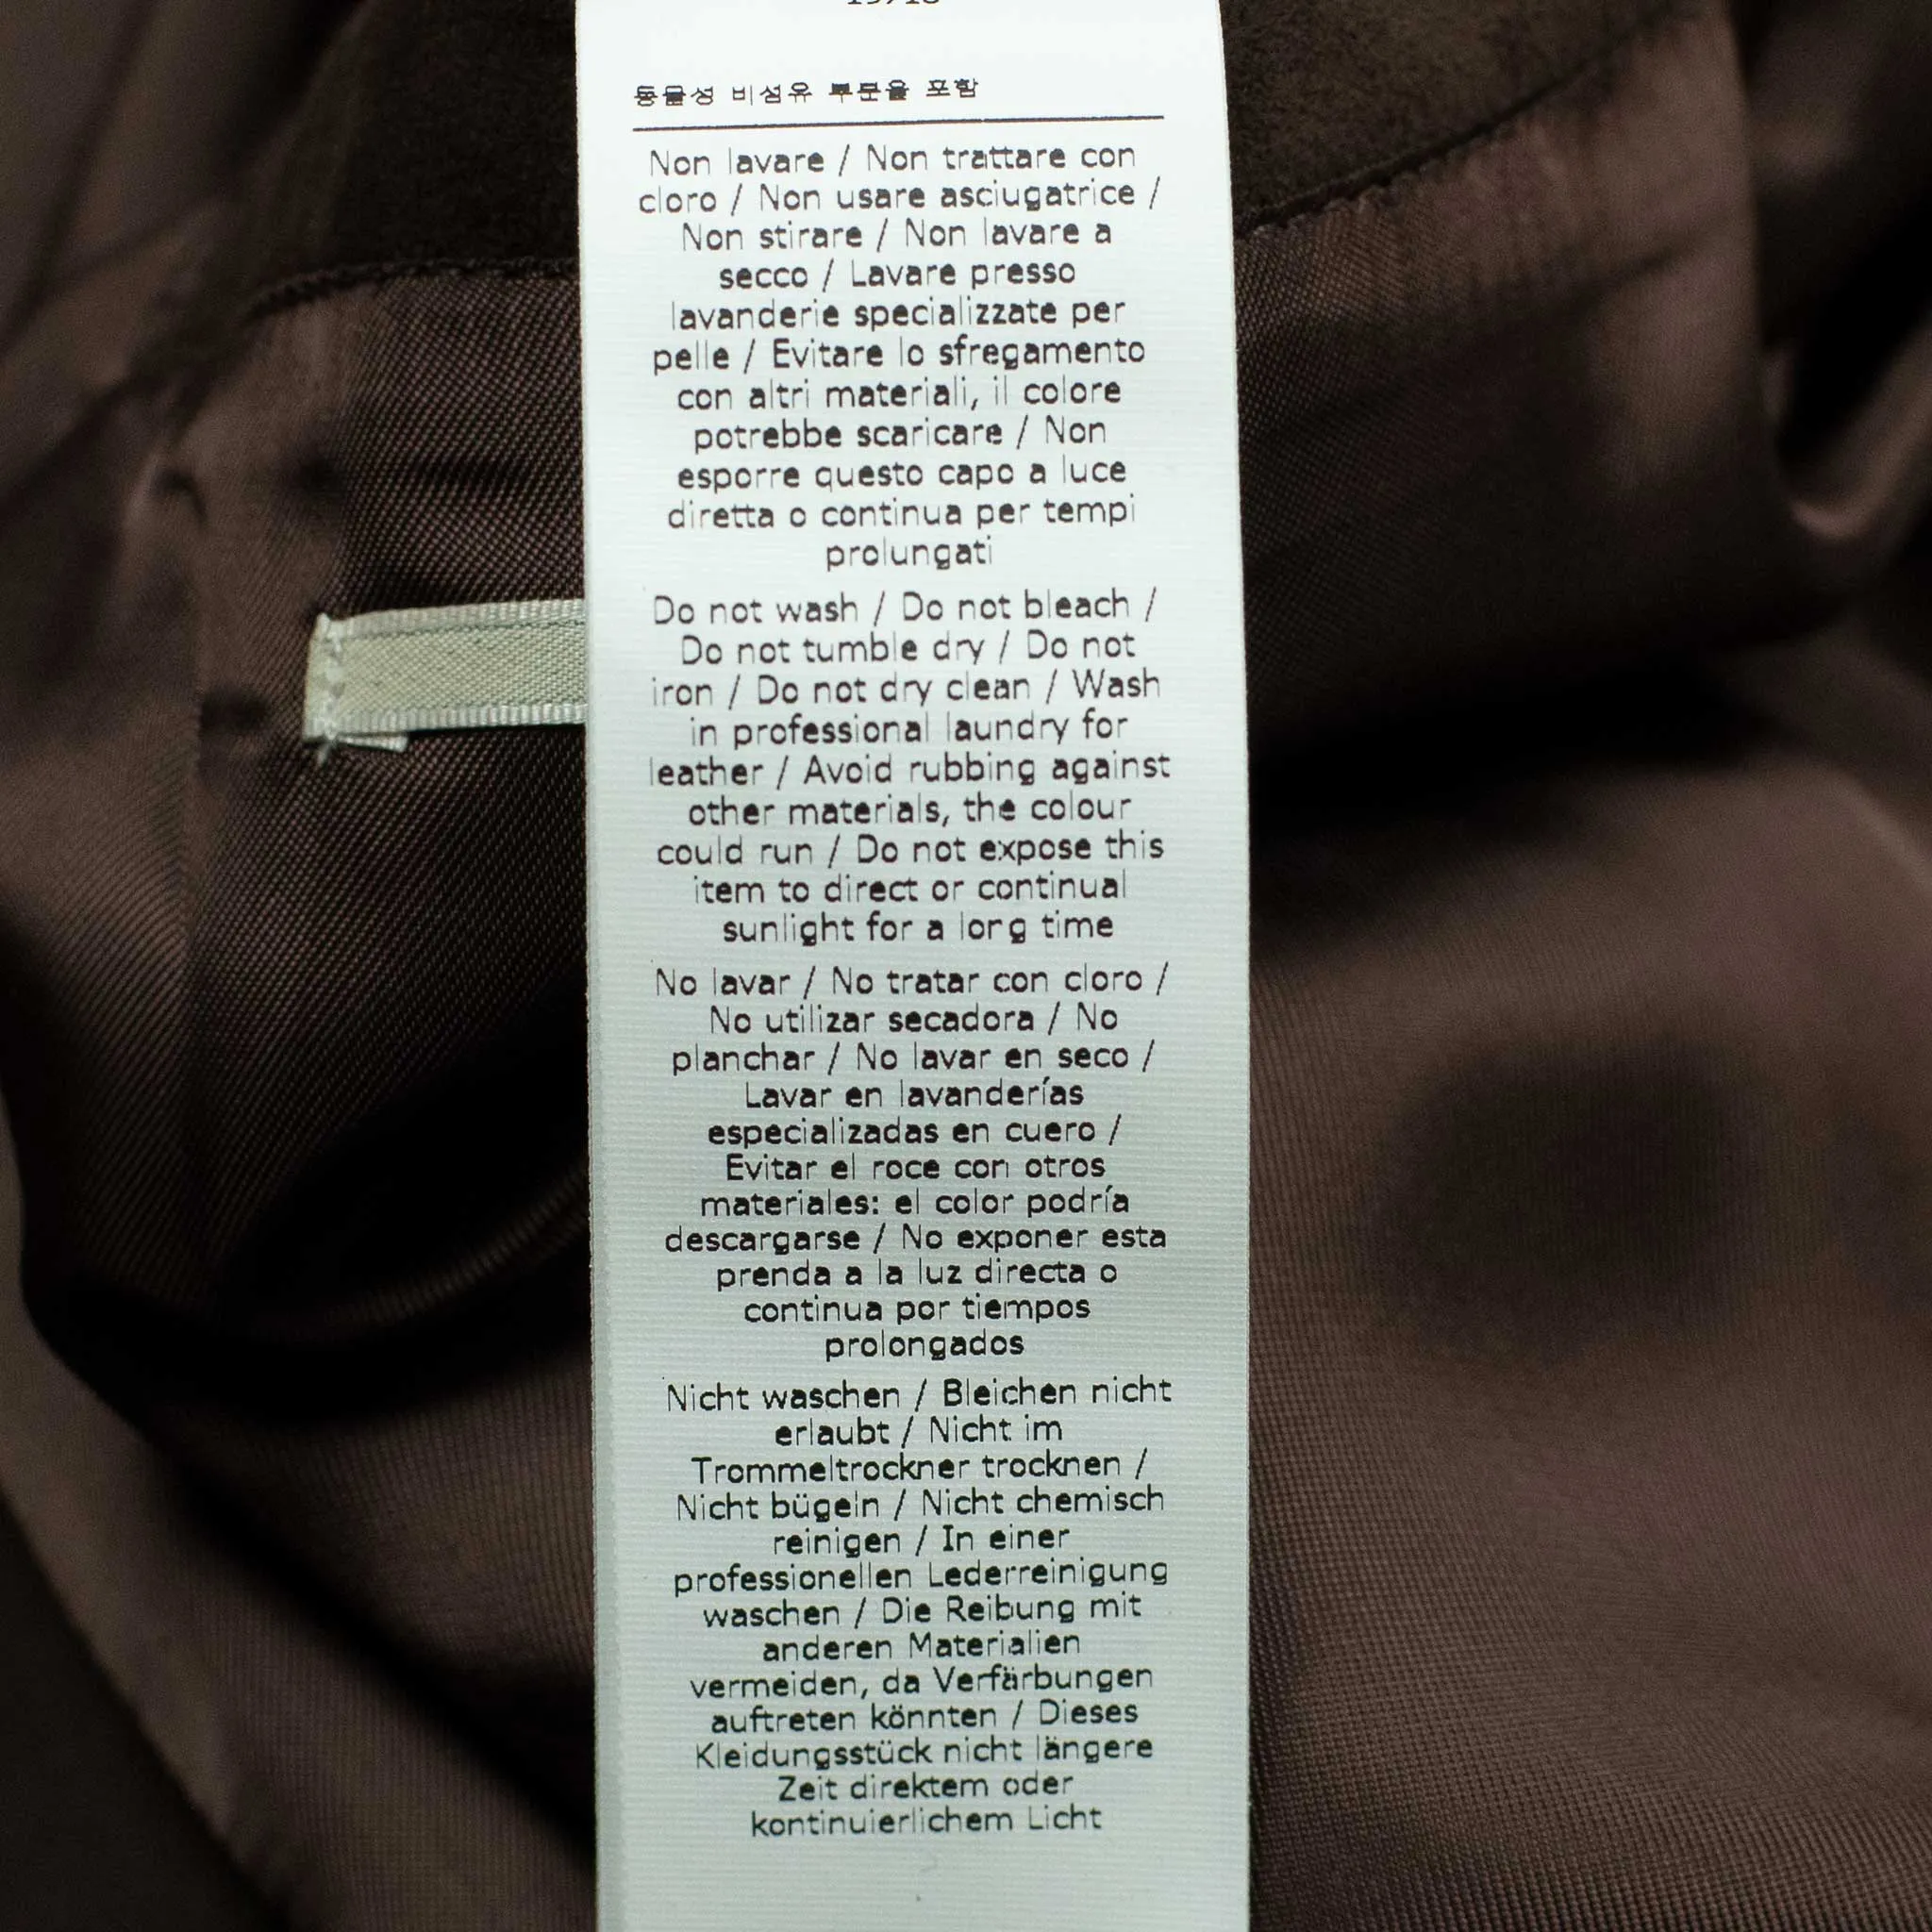 동물성 비섬유 부분을 포함
Non lavare / Non trattare con
cloro / Non usare asciugatrice /
Non stirare / Non lavare a
secco / Lavare presso
lavanderie specializzate per
pelle / Evitare lo sfregamento
con altri materiali, il colore
potrebbe scaricare / Non
esporre questo capo a luce
diretta o continua per tempi
prolungati
Do not wash / Do not bleach /
Do not tumble dry / Do not
iron / Do not dry clean / Wash
in professional laundry for
leather / Avoid rubbing against
other materials, the colour
could run / Do not expose this
item to direct or continual
sunlight for a long time
No lavar / No tratar con cloro /
No utilizar secadora / No
planchar / No lavar en seco /
Lavar en lavanderías
especializadas en cuero /
Evitar el roce con otros
materiales: el color podría
descargarse / No exponer esta
prenda a la luz directa o
continua por tiempos
prolongados
Nicht waschen / Bleichen nicht
erlaubt / Nicht im
Trommeltrockner trocknen /
Nicht bügeln / Nicht chemisch
reinigen / In einer
professionellen Lederreinigung
waschen / Die Reibung mit
anderen Materialien
vermeiden, da Verfärbungen
auftreten könnten / Dieses
Kleidungsstück nicht längere
Zeit direktem oder
kontinuierlichem Licht